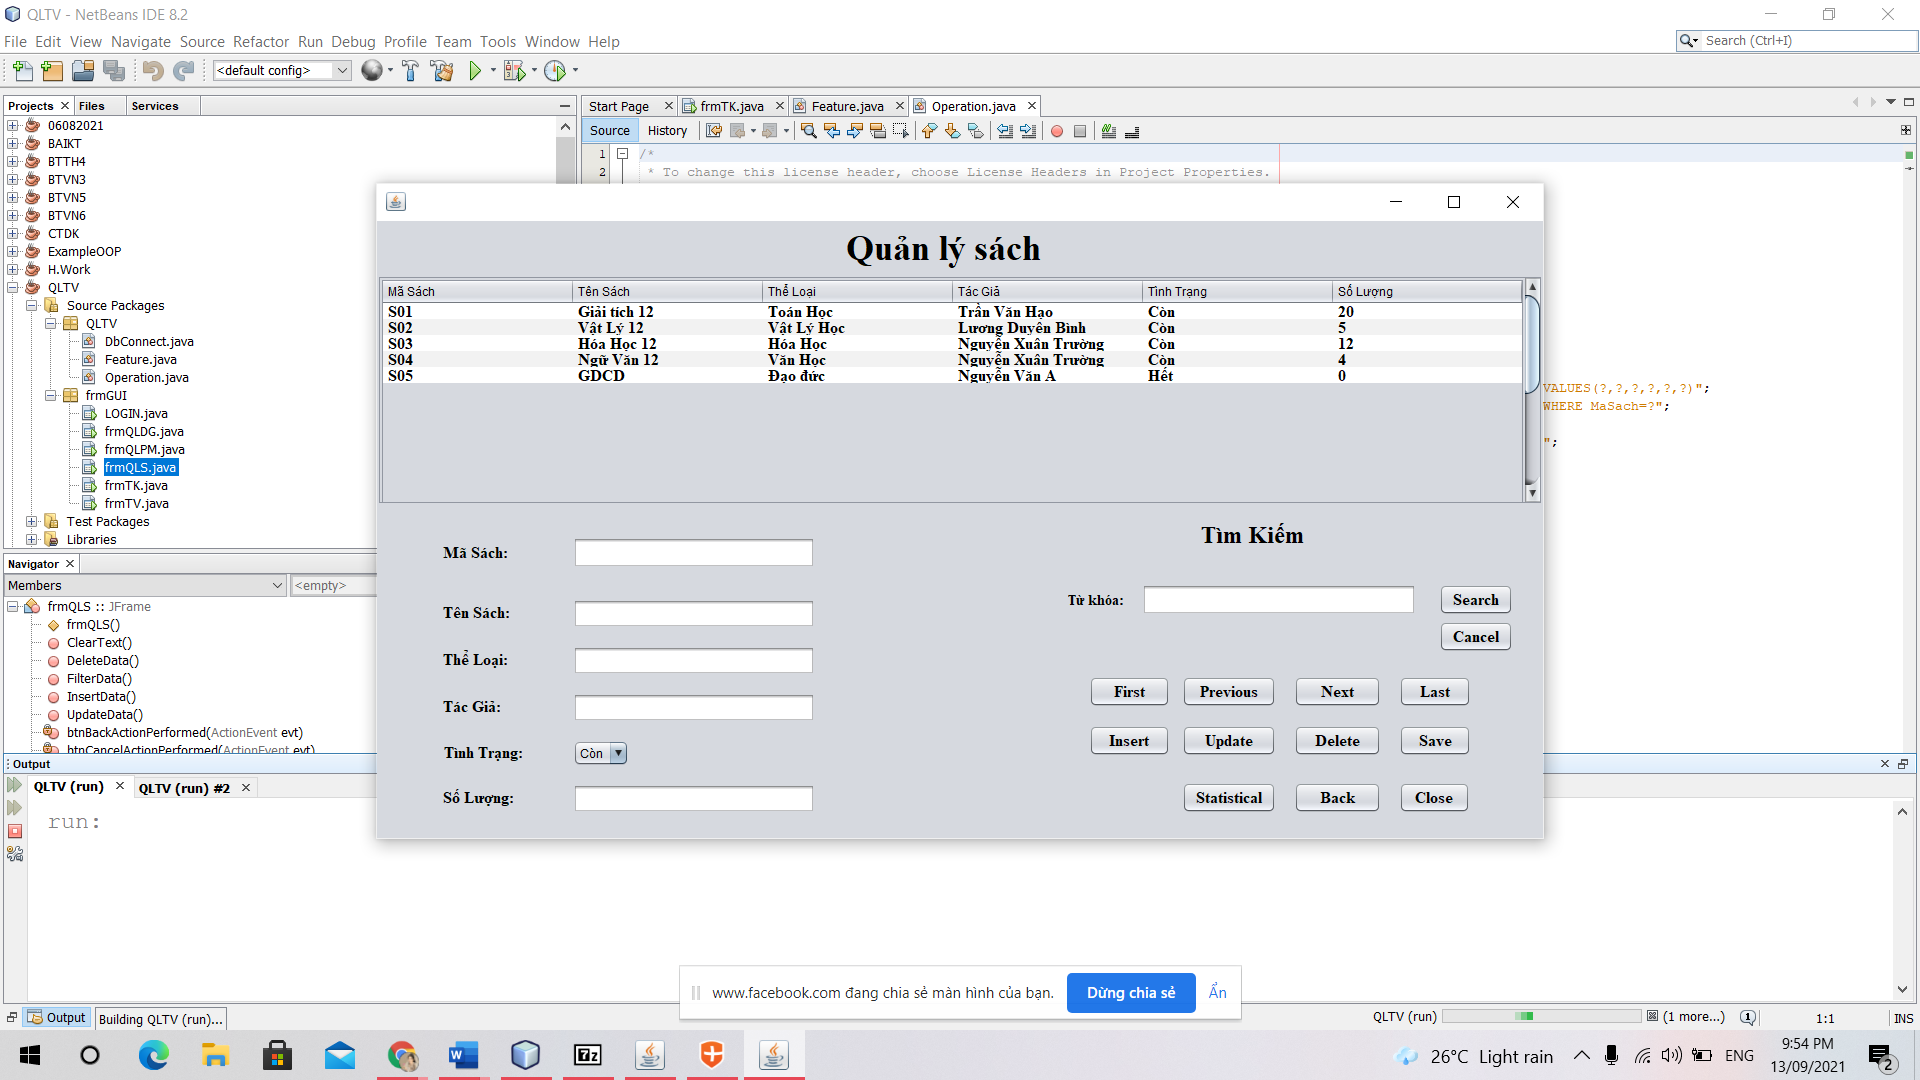 QLTV - NetBeans IDE 8.2
File Edit View Navigate Source Refactor Run Debug Profile Team Tools Window Help
Search (Ctrl+I)
<default config>
Projects Files Services
Start Page frmTK.java Feature.java Operation.java
Source History
06082021
BAIKT
BTTH4
BTVN3
BTVN5
BTVN6
CTDK
ExampleOOP
H.Work
QLTV
Source Packages
QLTV
DbConnect.java
Feature.java
Operation.java
frmGUI
LOGIN.java
frmQLDG.java
frmQLPM.java
frmQLS.java
frmTK.java
frmTV.java
Test Packages
Libraries
1 /*
2 * To change this license header, choose License Headers in Project Properties.
VALUES(?,?,?,?,?,?)";
WHERE MaSach=?";
";
Quản lý sách
Mã Sách Tên Sách Thể Loại Tác Giả Tình Trạng Số Lượng
S01 Giải tích 12 Toán Học Trần Văn Hạo Còn 20
S02 Vật Lý 12 Vật Lý Học Lương Duyên Bình Còn 5
S03 Hóa Học 12 Hóa Học Nguyễn Xuân Trường Còn 12
S04 Ngữ Văn 12 Văn Học Nguyễn Xuân Trường Còn 4
S05 GDCD Đạo đức Nguyễn Văn A Hết 0
Mã Sách:
Tên Sách:
Thể Loại:
Tác Giả:
Tình Trạng: Còn
Số Lượng:
Tìm Kiếm
Từ khóa: Search
Cancel
First Previous Next Last
Insert Update Delete Save
Statistical Back Close
Navigator
Members <empty>
frmQLS :: JFrame
frmQLS()
ClearText()
DeleteData()
FilterData()
InsertData()
UpdateData()
btnBackActionPerformed(ActionEvent evt)
btnCancelActionPerformed(ActionEvent evt)
Output
QLTV (run) QLTV (run) #2
run:
www.facebook.com đang chia sẻ màn hình của bạn. Dừng chia sẻ Ẩn
Output Building QLTV (run)...
QLTV (run) (1 more...) 1:1 INS
26°C Light rain ENG
9:54 PM
13/09/2021
2